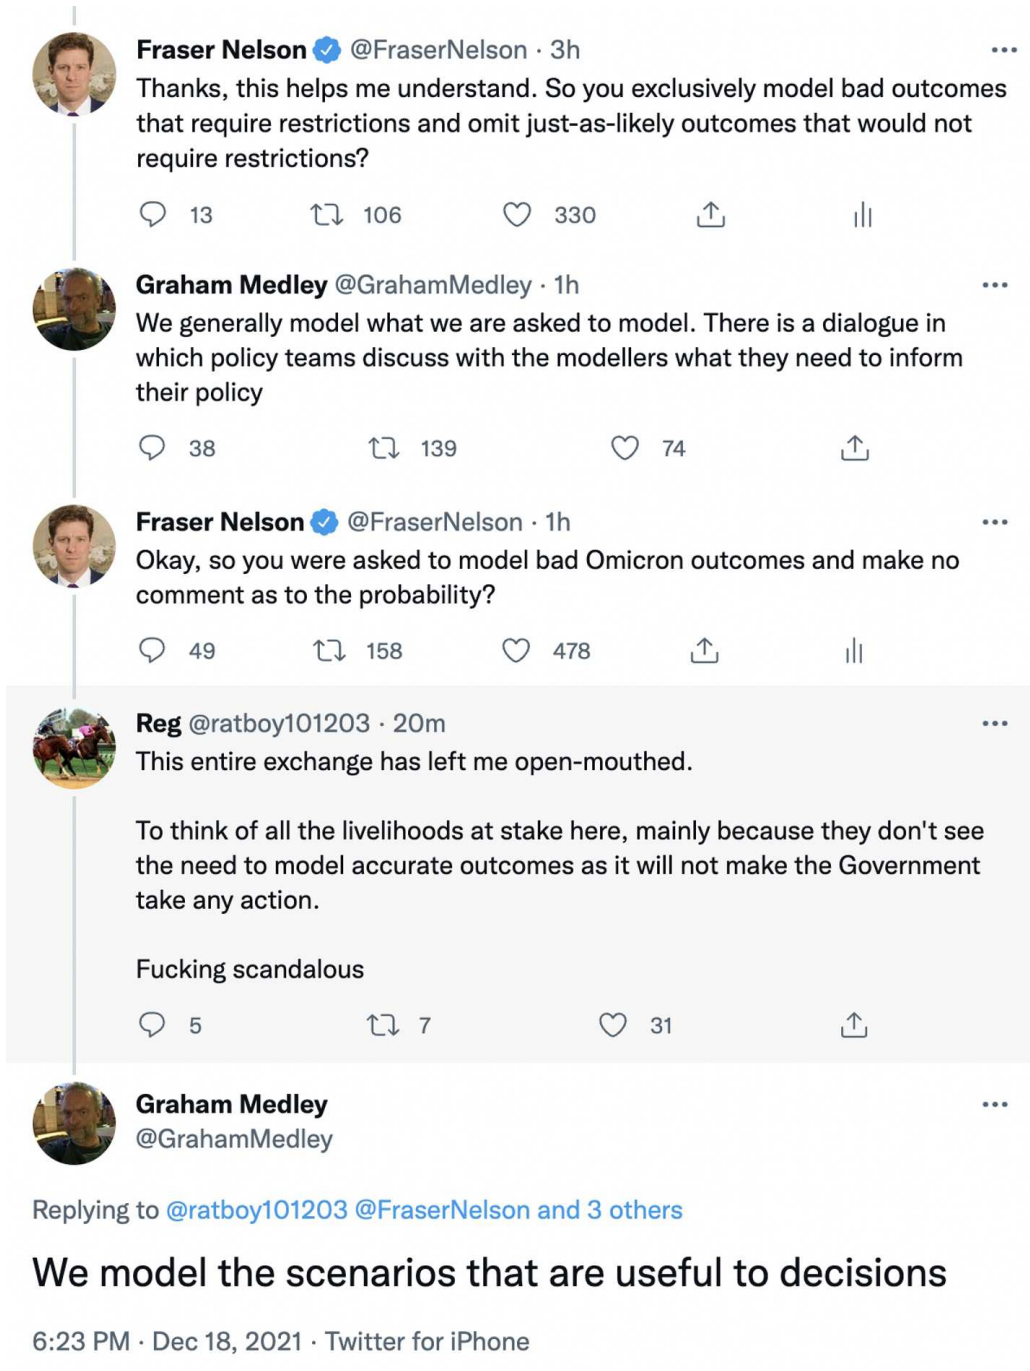 Fraser Nelson @FraserNelson · 3h
Thanks, this helps me understand. So you exclusively model bad outcomes
that require restrictions and omit just-as-likely outcomes that would not
require restrictions?
13 106 330
Graham Medley @GrahamMedley · 1h
We generally model what we are asked to model. There is a dialogue in
which policy teams discuss with the modellers what they need to inform
their policy
38 139 74
Fraser Nelson @FraserNelson · 1h
Okay, so you were asked to model bad Omicron outcomes and make no
comment as to the probability?
49 158 478
Reg @ratboy101203 · 20m
This entire exchange has left me open-mouthed.
To think of all the livelihoods at stake here, mainly because they don't see
the need to model accurate outcomes as it will not make the Government
take any action.
Fucking scandalous
5 7 31
Graham Medley
@GrahamMedley
Replying to @ratboy101203 @FraserNelson and 3 others
We model the scenarios that are useful to decisions
6:23 PM · Dec 18, 2021 · Twitter for iPhone